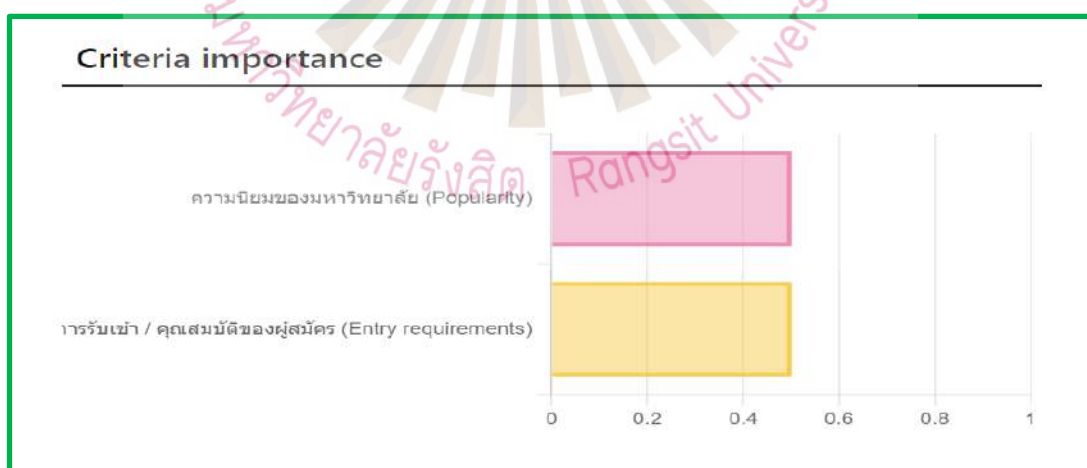 Criteria importance
มหาวิทยาลัยรังสิต Rangsit Univers
ความนิยมของมหาวิทยาลัย (Popularity)
การรับเข้า / คุณสมบัติของผู้สมัคร (Entry requirements)
0 0.2 0.4 0.6 0.8 1